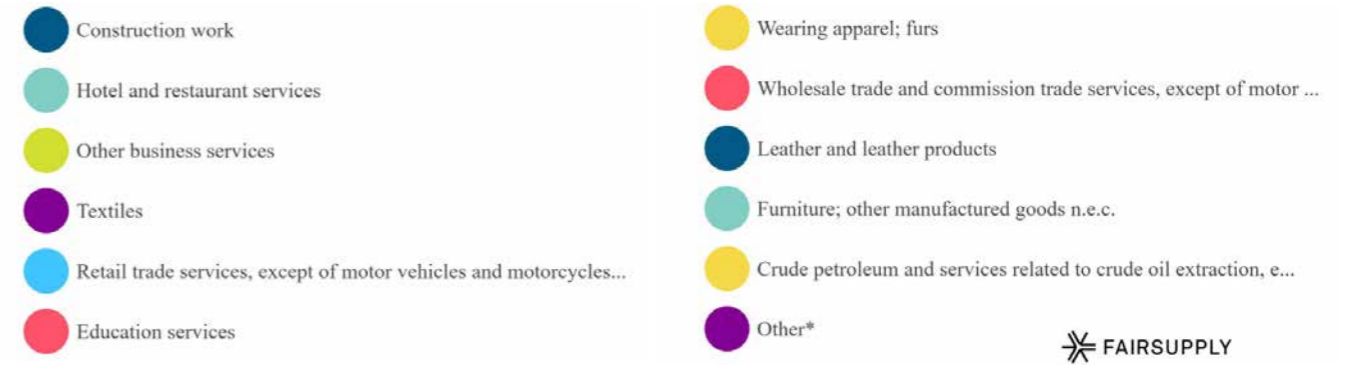 Construction work
Hotel and restaurant services
Other business services
Textiles
Retail trade services, except of motor vehicles and motorcycles...
Education services
Wearing apparel; furs
Wholesale trade and commission trade services, except of motor ...
Leather and leather products
Furniture; other manufactured goods n.e.c.
Crude petroleum and services related to crude oil extraction, e...
Other*
FAIRSUPPLY